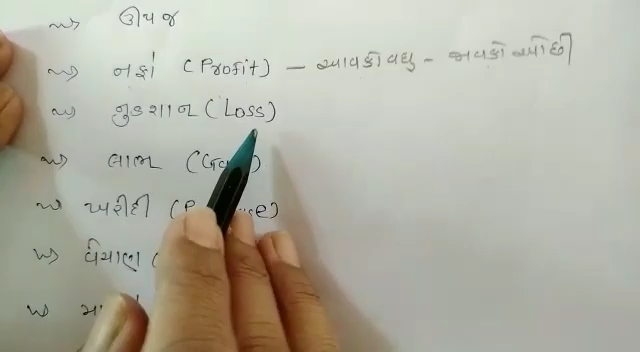 ઊપજ
નફો (Profit) – આવકો વધુ – જાવકો ઓછી
નુકશાન (Loss)
લાભ
ખરીદી
વેચાણ